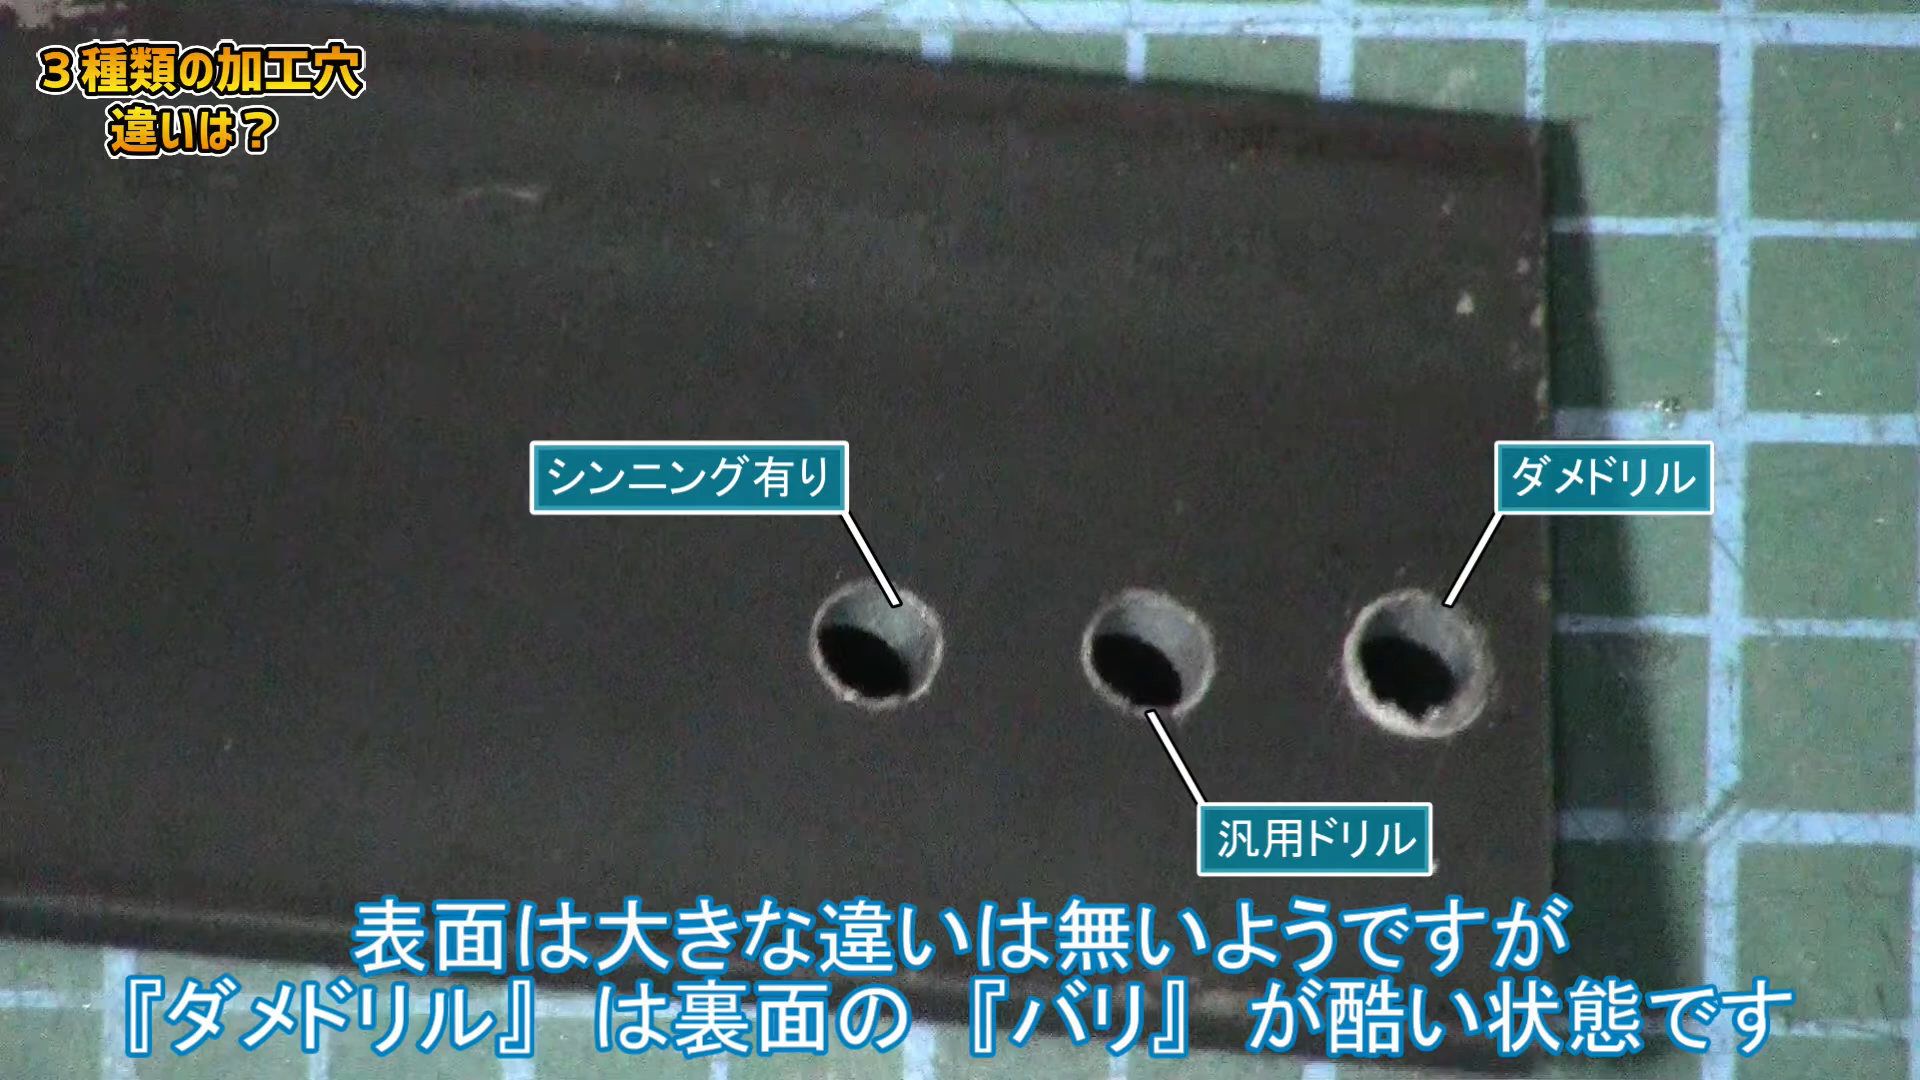 ３種類の加工穴
違いは？
シンニング有り
ダメドリル
汎用ドリル
表面は大きな違いは無いようですが
『ダメドリル』は裏面の『バリ』が酷い状態です